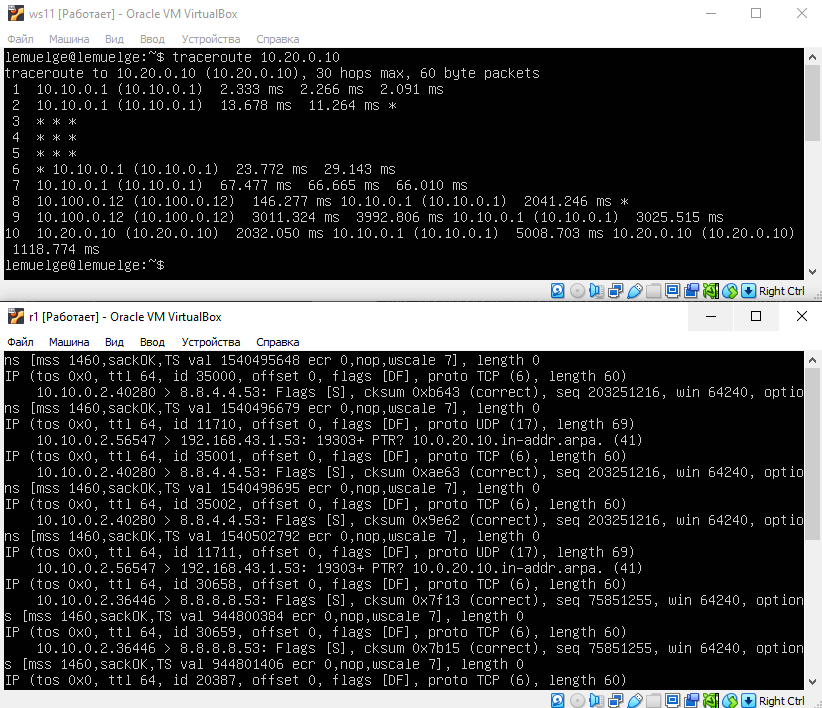 ws11 [Работает] - Oracle VM VirtualBox
Файл Машина Вид Ввод Устройства Справка
lemuelge@lemuelge:~$ traceroute 10.20.0.10
traceroute to 10.20.0.10 (10.20.0.10), 30 hops max, 60 byte packets
1 10.10.0.1 (10.10.0.1) 2.333 ms 2.266 ms 2.091 ms
2 10.10.0.1 (10.10.0.1) 13.678 ms 11.264 ms *
3 * * *
4 * * *
5 * * *
6 * 10.10.0.1 (10.10.0.1) 23.772 ms 29.143 ms
7 10.10.0.1 (10.10.0.1) 67.477 ms 66.665 ms 66.010 ms
8 10.100.0.12 (10.100.0.12) 146.277 ms 10.10.0.1 (10.10.0.1) 2041.246 ms *
9 10.100.0.12 (10.100.0.12) 3011.324 ms 3992.806 ms 10.10.0.1 (10.10.0.1) 3025.515 ms
10 10.20.0.10 (10.20.0.10) 2032.050 ms 10.10.0.1 (10.10.0.1) 5008.703 ms 10.20.0.10 (10.20.0.10)
1118.774 ms
lemuelge@lemuelge:~$
Right Ctrl
r1 [Работает] - Oracle VM VirtualBox
Файл Машина Вид Ввод Устройства Справка
ns [mss 1460,sackOK,TS val 1540495648 ecr 0,nop,wscale 7], length 0
IP (tos 0x0, ttl 64, id 35000, offset 0, flags [DF], proto TCP (6), length 60)
10.10.0.2.40280 > 8.8.4.4.53: Flags [S], cksum 0xb643 (correct), seq 203251216, win 64240, optio
ns [mss 1460,sackOK,TS val 1540496679 ecr 0,nop,wscale 7], length 0
IP (tos 0x0, ttl 64, id 11710, offset 0, flags [DF], proto UDP (17), length 69)
10.10.0.2.56547 > 192.168.43.1.53: 19303+ PTR? 10.0.20.10.in-addr.arpa. (41)
IP (tos 0x0, ttl 64, id 35001, offset 0, flags [DF], proto TCP (6), length 60)
10.10.0.2.40280 > 8.8.4.4.53: Flags [S], cksum 0xae63 (correct), seq 203251216, win 64240, optio
ns [mss 1460,sackOK,TS val 1540498695 ecr 0,nop,wscale 7], length 0
IP (tos 0x0, ttl 64, id 35002, offset 0, flags [DF], proto TCP (6), length 60)
10.10.0.2.40280 > 8.8.4.4.53: Flags [S], cksum 0x9e62 (correct), seq 203251216, win 64240, optio
ns [mss 1460,sackOK,TS val 1540502792 ecr 0,nop,wscale 7], length 0
IP (tos 0x0, ttl 64, id 11711, offset 0, flags [DF], proto UDP (17), length 69)
10.10.0.2.56547 > 192.168.43.1.53: 19303+ PTR? 10.0.20.10.in-addr.arpa. (41)
IP (tos 0x0, ttl 64, id 30658, offset 0, flags [DF], proto TCP (6), length 60)
10.10.0.2.36446 > 8.8.8.8.53: Flags [S], cksum 0x7f13 (correct), seq 75851255, win 64240, option
s [mss 1460,sackOK,TS val 944800384 ecr 0,nop,wscale 7], length 0
IP (tos 0x0, ttl 64, id 30659, offset 0, flags [DF], proto TCP (6), length 60)
10.10.0.2.36446 > 8.8.8.8.53: Flags [S], cksum 0x7b15 (correct), seq 75851255, win 64240, option
s [mss 1460,sackOK,TS val 944801406 ecr 0,nop,wscale 7], length 0
IP (tos 0x0, ttl 64, id 20387, offset 0, flags [DF], proto TCP (6), length 60)
Right Ctrl